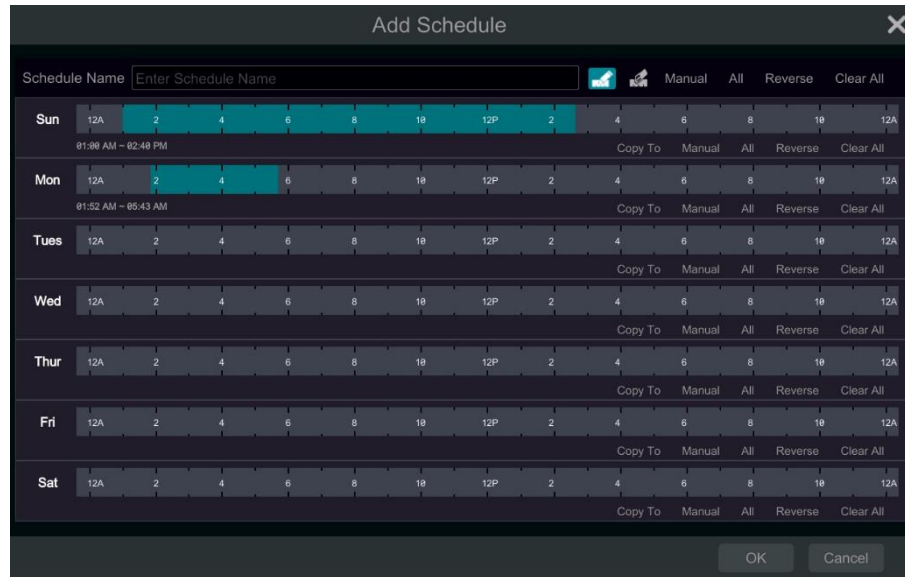 Add Schedule
Schedule Name Enter Schedule Name Manual All Reverse Clear All
Sun 12A 2 4 6 8 10 12P 2 4 6 8 10 12A
01:00 AM ~ 02:40 PM Copy To Manual All Reverse Clear All
Mon 12A 2 4 6 8 10 12P 2 4 6 8 10 12A
01:52 AM ~ 05:43 AM Copy To Manual All Reverse Clear All
Tues 12A 2 4 6 8 10 12P 2 4 6 8 10 12A
Copy To Manual All Reverse Clear All
Wed 12A 2 4 6 8 10 12P 2 4 6 8 10 12A
Copy To Manual All Reverse Clear All
Thur 12A 2 4 6 8 10 12P 2 4 6 8 10 12A
Copy To Manual All Reverse Clear All
Fri 12A 2 4 6 8 10 12P 2 4 6 8 10 12A
Copy To Manual All Reverse Clear All
Sat 12A 2 4 6 8 10 12P 2 4 6 8 10 12A
Copy To Manual All Reverse Clear All
OK Cancel